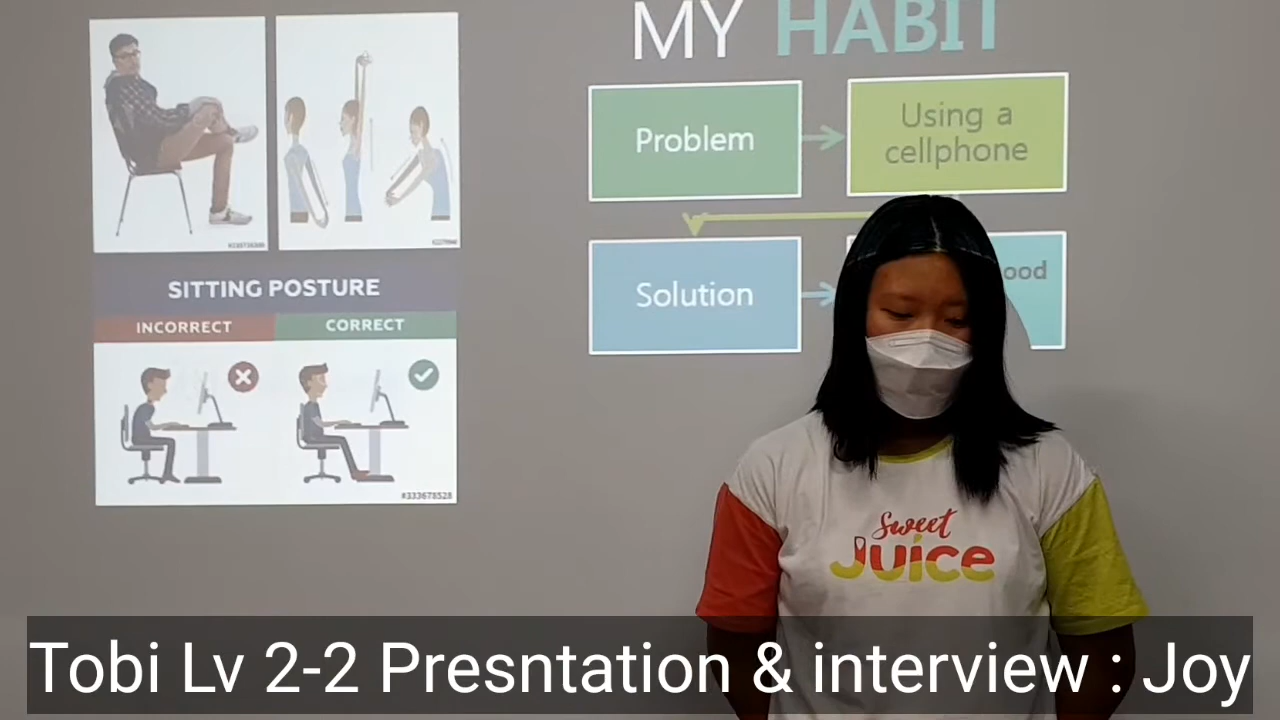 MY HABIT
Problem
Using a
cellphone
Solution
SITTING POSTURE
INCORRECT
CORRECT
#333678528
Sweet
Juice
Tobi Lv 2-2 Presntation & interview : Joy